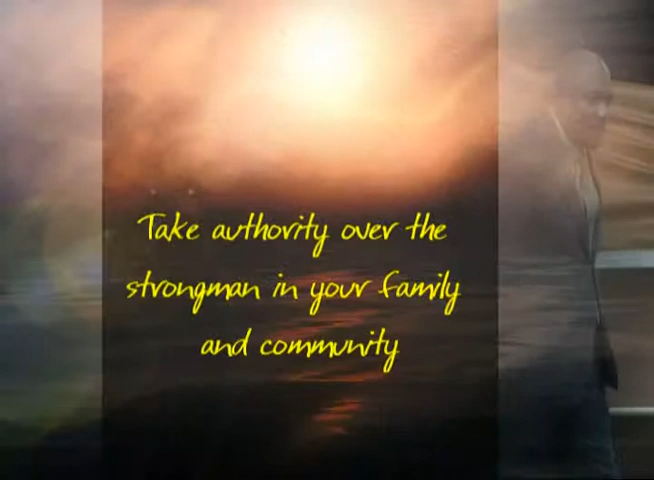 Take authority over the
strongman in your family
and community